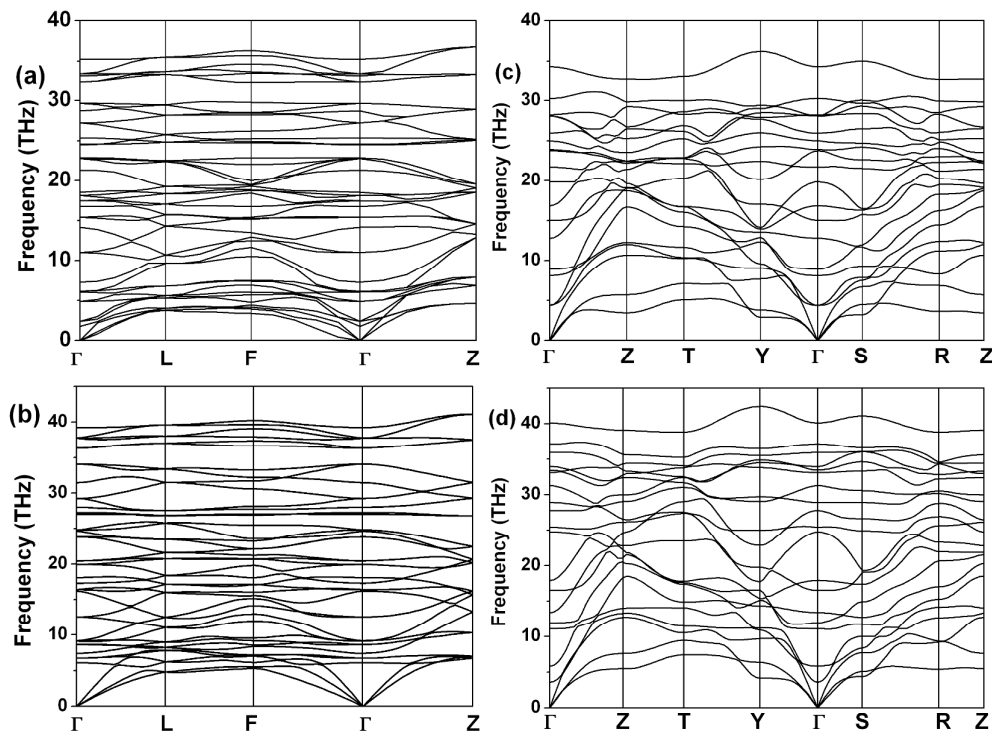 (a)
Frequency (THz)
40
30
20
10
0
Γ L F Γ Z
(c)
Frequency (THz)
40
30
20
10
0
Γ Z T Y Γ S R Z
(b)
Frequency (THz)
40
30
20
10
0
Γ L F Γ Z
(d)
Frequency (THz)
40
30
20
10
0
Γ Z T Y Γ S R Z